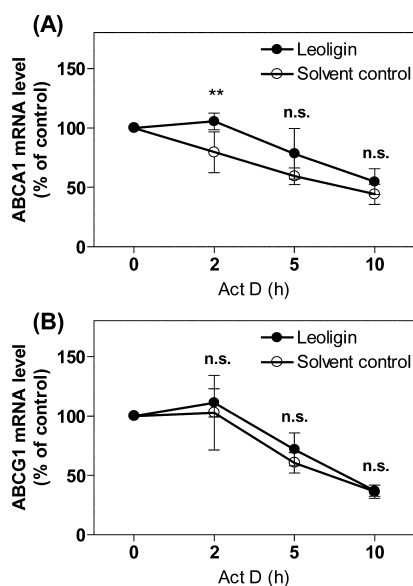 (A)
Leoligin
Solvent control
ABCA1 mRNA level
(% of control)
150
100
50
0
**
n.s.
n.s.
0 2 5 10
Act D (h)
(B)
Leoligin
Solvent control
ABCG1 mRNA level
(% of control)
150
100
50
0
n.s.
n.s.
n.s.
0 2 5 10
Act D (h)